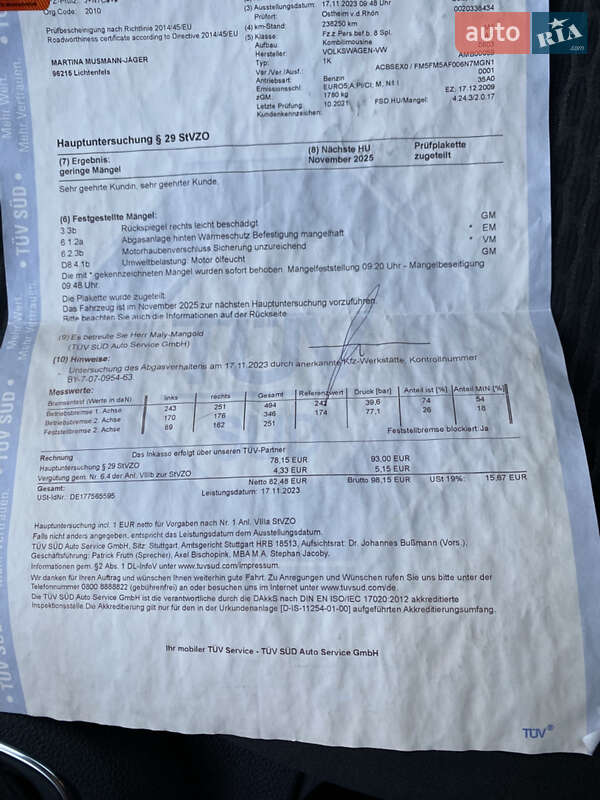 17.11.2023 09:48 Uhr
(3) Ausstellungsdatum:
0020338434
Org Code: 2010
Prüfort: Ostheim v.d.Rhön
(4) km-Stand: 238250 km
Prüfbescheinigung nach Richtlinie 2014/45/EU
Roadworthiness certificate according to Directive 2014/45/EU
(5) Klasse: Fz.z.Pers.bef.b. 8 Spl.
Aufbau: Kombilimousine
Hersteller: VOLKSWAGEN-VW 0603
Typ: 1K
MARTINA MUSMANN-JÄGER
96215 Lichtenfels
Ver./Var./Ausf.: ACBSEX0 / FM5FM5AF006N7MGN1
Antriebsart: Benzin 0001
Emissionsschl.: 35A0
zGM: 1780 kg EZ: 17.12.2009
Letzte Prüfung: 10.2021 FSD HU/Mangel: 4.24.3/2.0.17
Kundenkennzeichen:
Hauptuntersuchung § 29 StVZO
(7) Ergebnis: (8) Nächste HU Prüfplakette
geringe Mängel November 2025 zugeteilt
Sehr geehrte Kundin, sehr geehrter Kunde,
(6) Festgestellte Mängel:
3.3b Rückspiegel rechts leicht beschädigt GM
6.1.2a Abgasanlage hinten Wärmeschutz Befestigung mangelhaft * EM
6.2.3b Motorhaubenverschluss Sicherung unzureichend * VM
D8.4.1b Umweltbelastung: Motor ölfeucht GM
Die mit * gekennzeichneten Mängel wurden sofort behoben. Mängelfeststellung 09:20 Uhr - Mängelbeseitigung
09:48 Uhr.
Die Plakette wurde zugeteilt.
Das Fahrzeug ist im November 2025 zur nächsten Hauptuntersuchung vorzuführen.
Bitte beachten Sie auch die Informationen auf der Rückseite.
(9) Es betreute Sie Herr Maly-Mangold
(TÜV SÜD Auto Service GmbH)
(10) Hinweise:
Untersuchung des Abgasverhaltens am 17.11.2023 durch anerkannte Kfz-Werkstätte, Kontrollnummer
BY-7-07-0954-63.
Messwerte:
Bremsentest (Werte in daN) links rechts Gesamt Referenzwert Druck [bar] Anteil ist [%] Anteil MIN [%]
Betriebsbremse 1. Achse 243 251 494 242 39,6 74 54
Betriebsbremse 2. Achse 170 176 346 174 77,1 26 18
Feststellbremse 2. Achse 89 162 251 Feststellbremse blockiert Ja
Rechnung Das Inkasso erfolgt über unseren TÜV-Partner
Hauptuntersuchung § 29 StVZO 78,15 EUR 93,00 EUR
Vergütung gem. Nr. 6.4 der Anl. VIIIb zur StVZO 4,33 EUR 5,15 EUR
Gesamt: Netto 82,48 EUR Brutto 98,15 EUR USt 19%: 15,67 EUR
USt-IdNr.: DE177565595 Leistungsdatum: 17.11.2023
Hauptuntersuchung incl. 1 EUR netto für Vorgaben nach Nr. 1 Anl. VIIIa StVZO
Falls nicht anders angegeben, entspricht das Leistungsdatum dem Ausstellungsdatum.
TÜV SÜD Auto Service GmbH, Sitz: Stuttgart, Amtsgericht Stuttgart HRB 18513, Aufsichtsrat: Dr. Johannes Bußmann (Vors.),
Geschäftsführung: Patrick Fruth (Sprecher), Axel Bischopink, MBA M.A. Stephan Jacoby.
Informationen gem. §2 Abs. 1 DL-InfoV unter www.tuvsud.com/impressum.
Wir danken für Ihren Auftrag und wünschen Ihnen weiterhin gute Fahrt. Zu Anregungen und Wünschen rufen Sie uns bitte unter der
Telefonnummer 0800 8888822 (gebührenfrei) an oder besuchen uns im Internet unter www.tuvsud.com/de.
Die TÜV SÜD Auto Service GmbH ist die verantwortliche durch die DAkkS nach DIN EN ISO/IEC 17020:2012 akkreditierte
Inspektionsstelle.Die Akkreditierung gilt nur für den in der Urkundenanlage [D-IS-11254-01-00] aufgeführten Akkreditierungsumfang.
Ihr mobiler TÜV Service - TÜV SÜD Auto Service GmbH
TÜV®
Mehr Wert.
Mehr Vertrauen.
TÜV SÜD
auto RIA.com